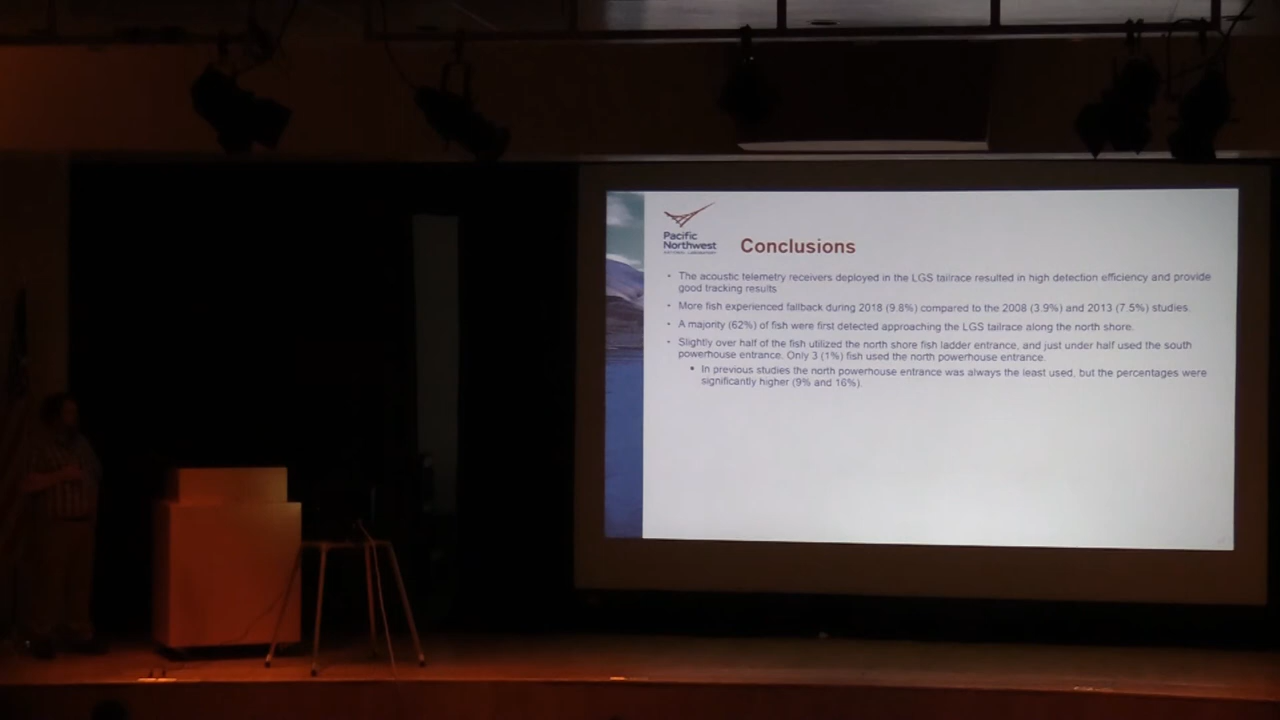 Pacific
Northwest
NATIONAL LABORATORY
Conclusions
• The acoustic telemetry receivers deployed in the LGS tailrace resulted in high detection efficiency and provide
good tracking results
• More fish experienced fallback during 2018 (9.8%) compared to the 2008 (3.9%) and 2013 (7.5%) studies.
• A majority (62%) of fish were first detected approaching the LGS tailrace along the north shore.
• Slightly over half of the fish utilized the north shore fish ladder entrance, and just under half used the south
powerhouse entrance. Only 3 (1%) fish used the north powerhouse entrance.
• In previous studies the north powerhouse entrance was always the least used, but the percentages were
significantly higher (9% and 16%).